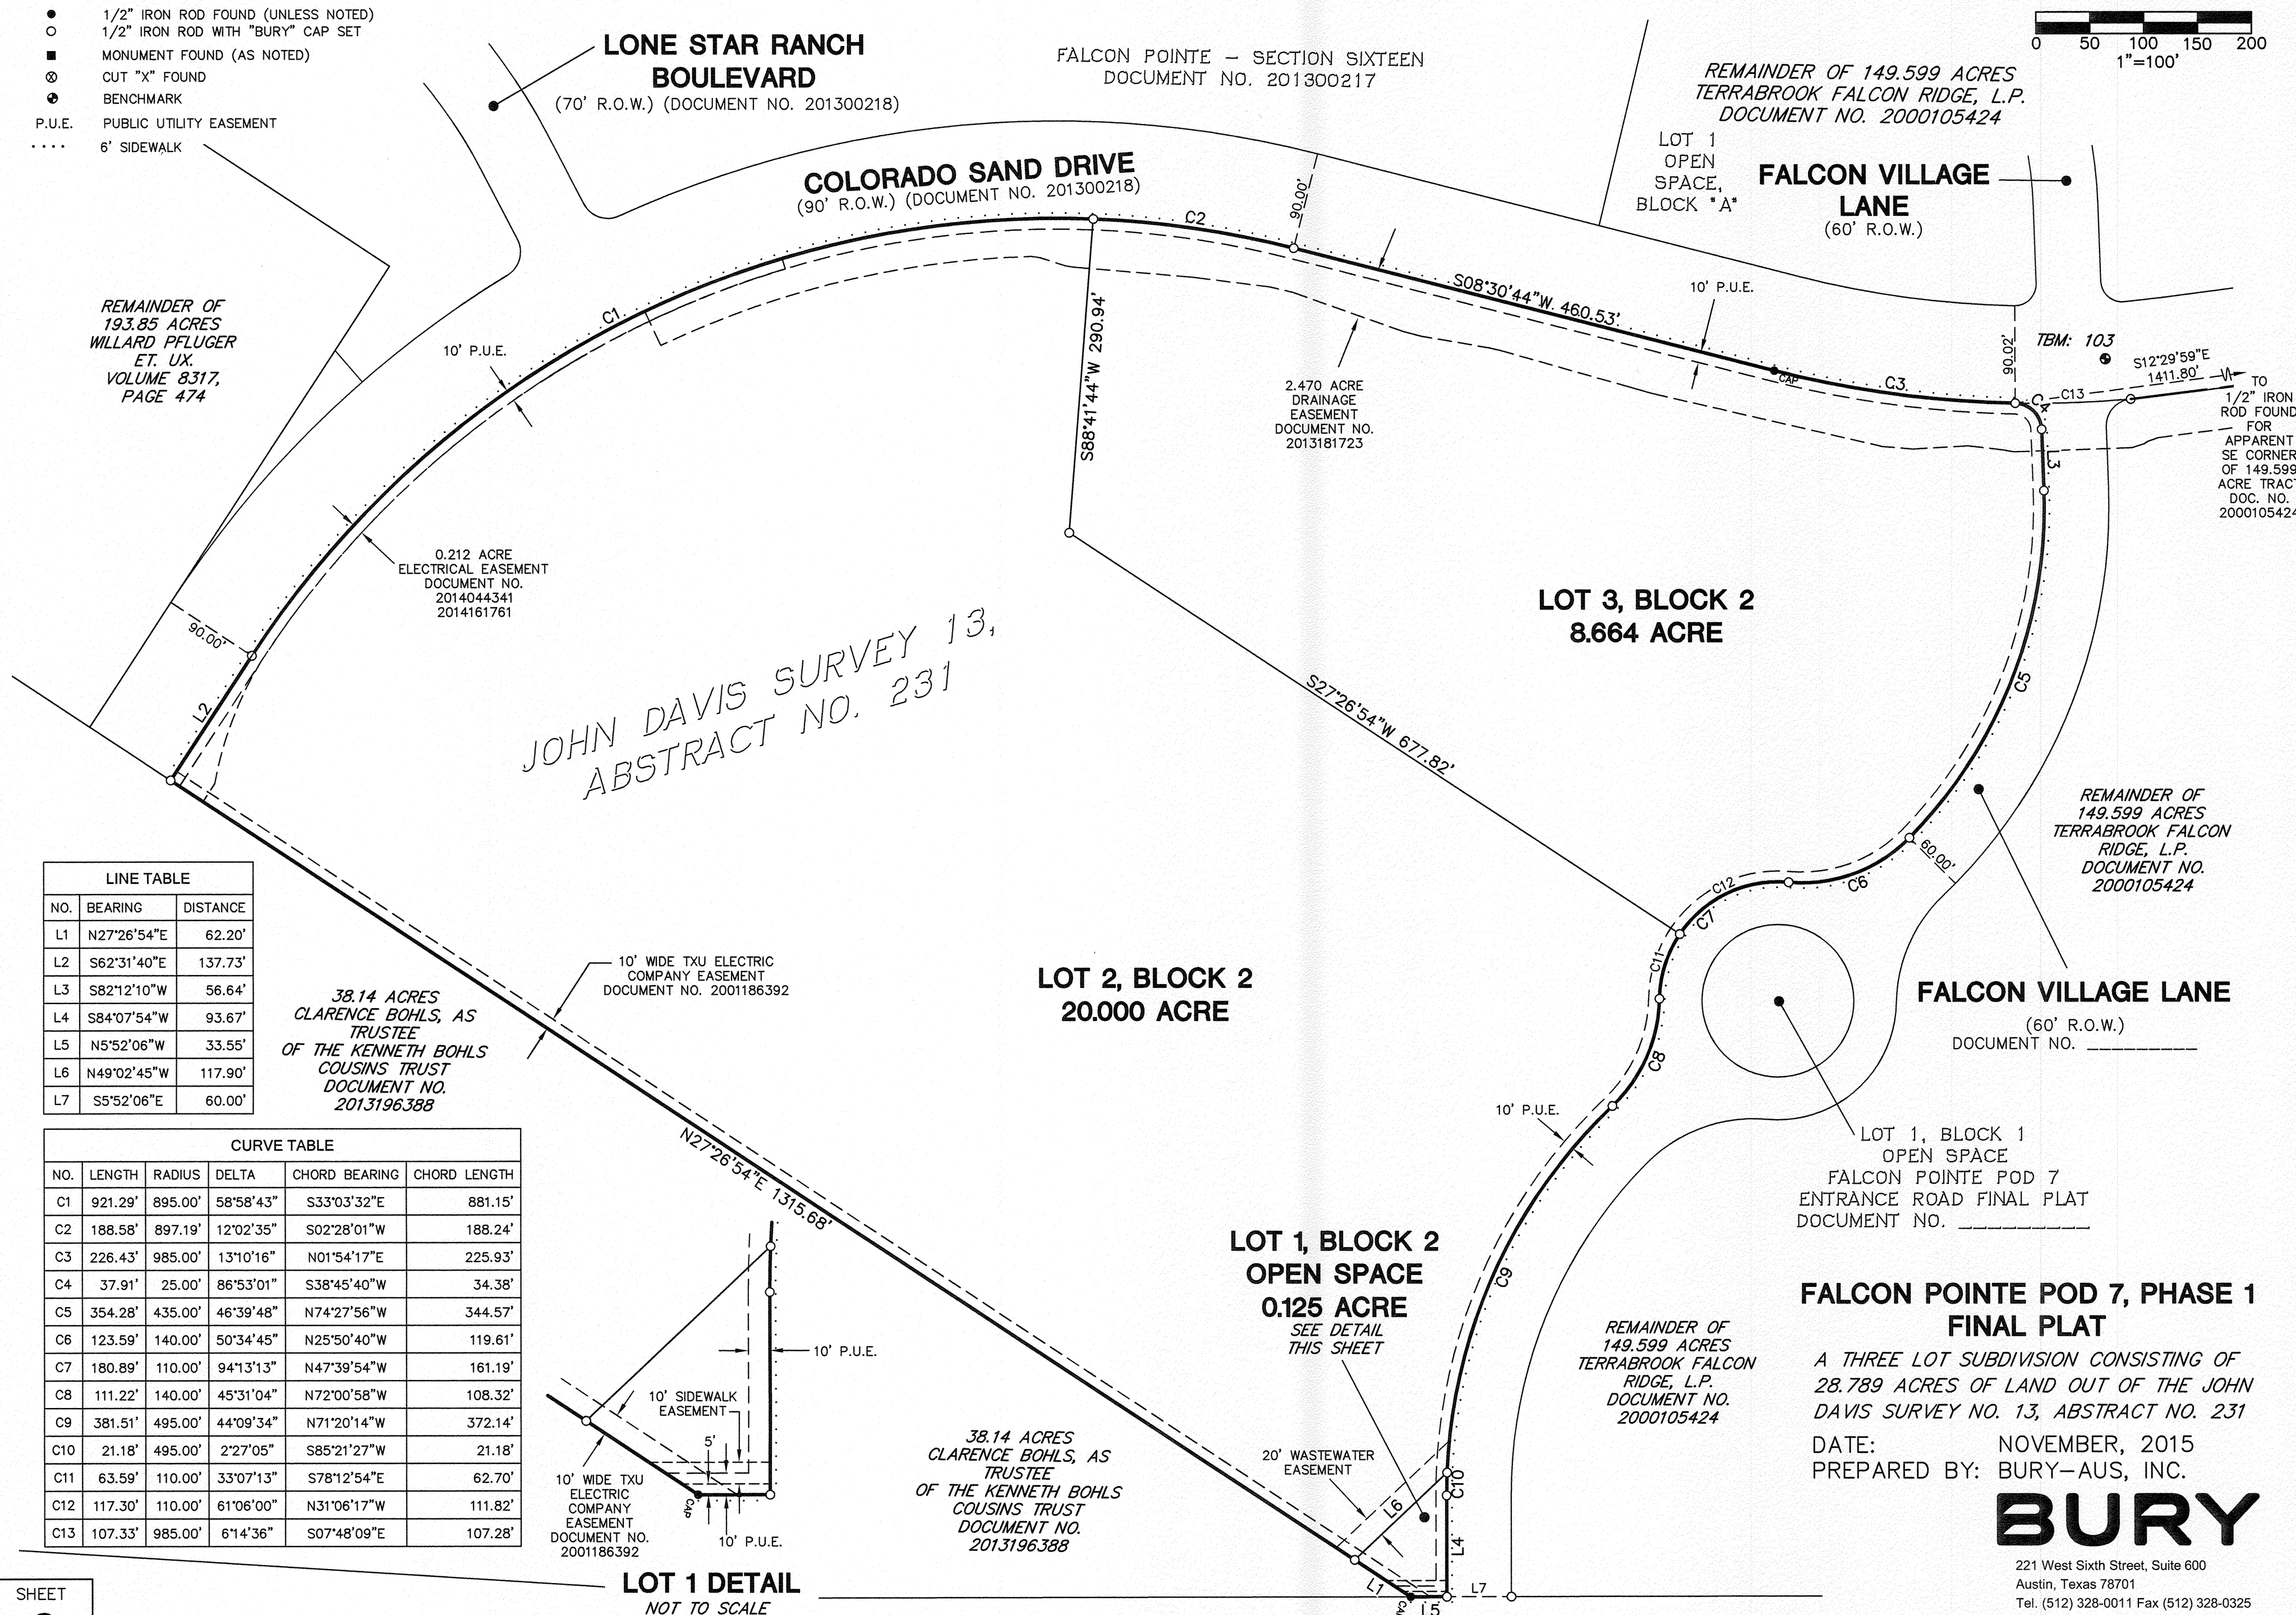 1/2" IRON ROD FOUND (UNLESS NOTED)
1/2" IRON ROD WITH "BURY" CAP SET
MONUMENT FOUND (AS NOTED)
CUT "X" FOUND
BENCHMARK
P.U.E. PUBLIC UTILITY EASEMENT
.... 6' SIDEWALK
LONE STAR RANCH
BOULEVARD
(70' R.O.W.) (DOCUMENT NO. 201300218)
FALCON POINTE – SECTION SIXTEEN
DOCUMENT NO. 201300217
0 50 100 150 200
1"=100'
REMAINDER OF 149.599 ACRES
TERRABROOK FALCON RIDGE, L.P.
DOCUMENT NO. 2000105424
LOT 1
OPEN
SPACE,
BLOCK "A"
FALCON VILLAGE
LANE
(60' R.O.W.)
COLORADO SAND DRIVE
(90' R.O.W.) (DOCUMENT NO. 201300218)
C2
90.00'
S08°30'44"W 460.53'
10' P.U.E.
CAP
C3
90.02'
TBM: 103
S12°29'59"E
1411.80'
C13
C4
L3
TO
1/2" IRON
ROD FOUND
FOR
APPARENT
SE CORNER
OF 149.599
ACRE TRACT
DOC. NO.
2000105424
REMAINDER OF
193.85 ACRES
WILLARD PFLUGER
ET. UX.
VOLUME 8317,
PAGE 474
C1
10' P.U.E.
S88°41'44"W 290.94'
2.470 ACRE
DRAINAGE
EASEMENT
DOCUMENT NO.
2013181723
0.212 ACRE
ELECTRICAL EASEMENT
DOCUMENT NO.
2014044341
2014161761
90.00'
L2
JOHN DAVIS SURVEY 13,
ABSTRACT NO. 231
LOT 3, BLOCK 2
8.664 ACRE
S27°26'54"W 677.82'
C5
REMAINDER OF
149.599 ACRES
TERRABROOK FALCON
RIDGE, L.P.
DOCUMENT NO.
2000105424
60.00'
C6
C12
C7
C11
C8
LINE TABLE
NO. BEARING DISTANCE
L1 N27°26'54"E 62.20'
L2 S62°31'40"E 137.73'
L3 S82°12'10"W 56.64'
L4 S84°07'54"W 93.67'
L5 N5°52'06"W 33.55'
L6 N49°02'45"W 117.90'
L7 S5°52'06"E 60.00'
10' WIDE TXU ELECTRIC
COMPANY EASEMENT
DOCUMENT NO. 2001186392
38.14 ACRES
CLARENCE BOHLS, AS
TRUSTEE
OF THE KENNETH BOHLS
COUSINS TRUST
DOCUMENT NO.
2013196388
LOT 2, BLOCK 2
20.000 ACRE
FALCON VILLAGE LANE
(60' R.O.W.)
DOCUMENT NO. _________
10' P.U.E.
LOT 1, BLOCK 1
OPEN SPACE
FALCON POINTE POD 7
ENTRANCE ROAD FINAL PLAT
DOCUMENT NO. _________
CURVE TABLE
NO. LENGTH RADIUS DELTA CHORD BEARING CHORD LENGTH
C1 921.29' 895.00' 58°58'43" S33°03'32"E 881.15'
C2 188.58' 897.19' 12°02'35" S02°28'01"W 188.24'
C3 226.43' 985.00' 13°10'16" N01°54'17"E 225.93'
C4 37.91' 25.00' 86°53'01" S38°45'40"W 34.38'
C5 354.28' 435.00' 46°39'48" N74°27'56"W 344.57'
C6 123.59' 140.00' 50°34'45" N25°50'40"W 119.61'
C7 180.89' 110.00' 94°13'13" N47°39'54"W 161.19'
C8 111.22' 140.00' 45°31'04" N72°00'58"W 108.32'
C9 381.51' 495.00' 44°09'34" N71°20'14"W 372.14'
C10 21.18' 495.00' 2°27'05" S85°21'27"W 21.18'
C11 63.59' 110.00' 33°07'13" S78°12'54"E 62.70'
C12 117.30' 110.00' 61°06'00" N31°06'17"W 111.82'
C13 107.33' 985.00' 6°14'36" S07°48'09"E 107.28'
N27°26'54"E 1315.68'
LOT 1, BLOCK 2
OPEN SPACE
0.125 ACRE
SEE DETAIL
THIS SHEET
C9
10' P.U.E.
10' SIDEWALK
EASEMENT
5'
CAP
10' P.U.E.
10' WIDE TXU
ELECTRIC
COMPANY
EASEMENT
DOCUMENT NO.
2001186392
LOT 1 DETAIL
NOT TO SCALE
38.14 ACRES
CLARENCE BOHLS, AS
TRUSTEE
OF THE KENNETH BOHLS
COUSINS TRUST
DOCUMENT NO.
2013196388
20' WASTEWATER
EASEMENT
L6
C10
L4
L1
L5
L7
REMAINDER OF
149.599 ACRES
TERRABROOK FALCON
RIDGE, L.P.
DOCUMENT NO.
2000105424
FALCON POINTE POD 7, PHASE 1
FINAL PLAT
A THREE LOT SUBDIVISION CONSISTING OF
28.789 ACRES OF LAND OUT OF THE JOHN
DAVIS SURVEY NO. 13, ABSTRACT NO. 231
DATE: NOVEMBER, 2015
PREPARED BY: BURY–AUS, INC.
BURY
221 West Sixth Street, Suite 600
Austin, Texas 78701
Tel. (512) 328-0011 Fax (512) 328-0325
SHEET